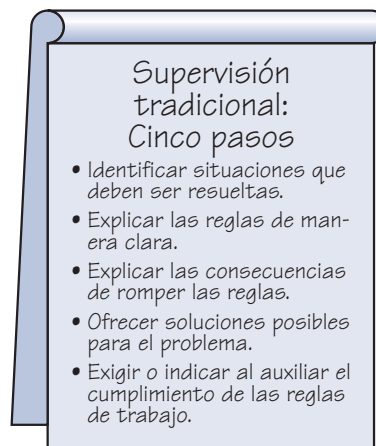 Supervisión
tradicional:
Cinco pasos
• Identificar situaciones que
deben ser resueltas.
• Explicar las reglas de man-
era clara.
• Explicar las consecuencias
de romper las reglas.
• Ofrecer soluciones posibles
para el problema.
• Exigir o indicar al auxiliar el
cumplimiento de las reglas
de trabajo.